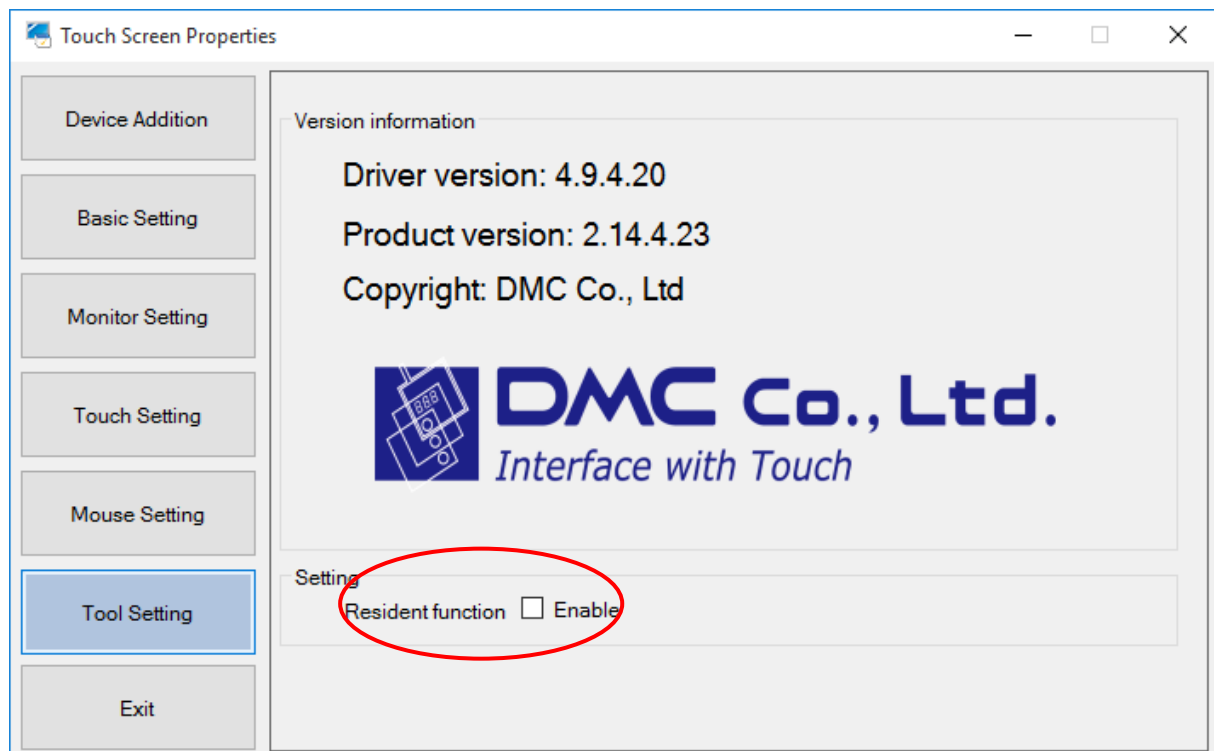 Touch Screen Properties
Device Addition
Basic Setting
Monitor Setting
Touch Setting
Mouse Setting
Tool Setting
Exit
Version information
Driver version: 4.9.4.20
Product version: 2.14.4.23
Copyright: DMC Co., Ltd
888
DMC Co., Ltd.
Interface with Touch
Setting
Resident function Enable